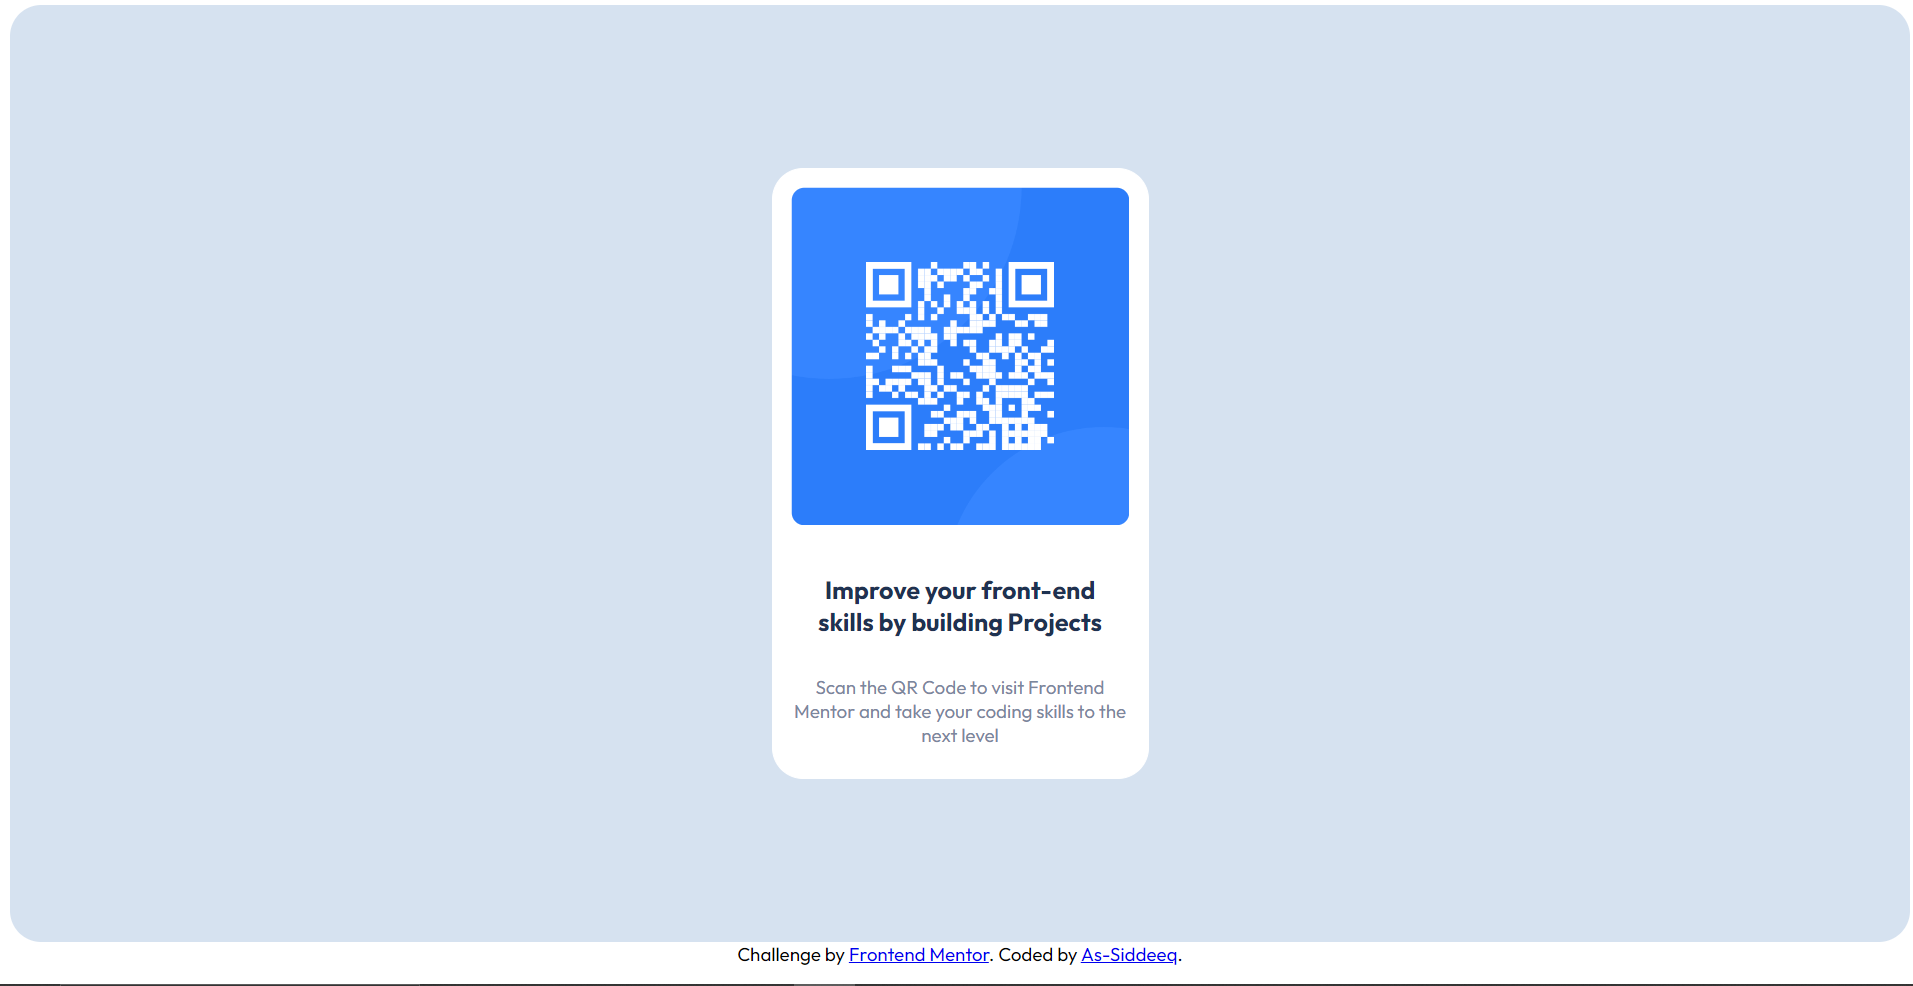 Improve your front-end
skills by building Projects
Scan the QR Code to visit Frontend
Mentor and take your coding skills to the
next level
Challenge by Frontend Mentor. Coded by As-Siddeeq.